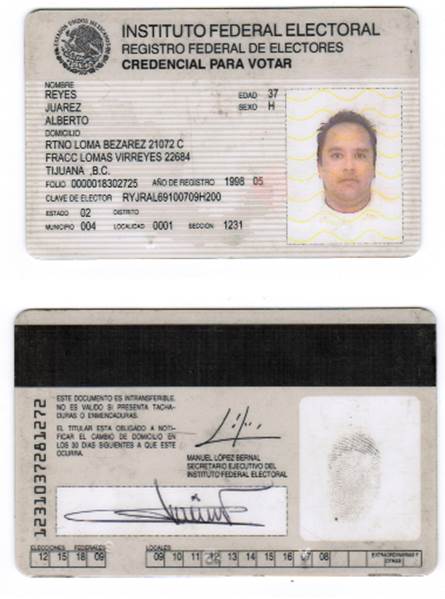 INSTITUTO FEDERAL ELECTORAL
REGISTRO FEDERAL DE ELECTORES
CREDENCIAL PARA VOTAR
NOMBRE
REYES
JUAREZ
ALBERTO
EDAD 37
SEXO H
DOMICILIO
RTNO LOMA BEZAREZ 21072 C
FRACC LOMAS VIRREYES 22684
TIJUANA ,B.C.
FOLIO 0000018302725 AÑO DE REGISTRO 1998 05
CLAVE DE ELECTOR RYJRAL69100709H200
ESTADO 02 DISTRITO
MUNICIPIO 004 LOCALIDAD 0001 SECCION 1231
ESTE DOCUMENTO ES INTRANSFERIBLE.
NO ES VALIDO SI PRESENTA TACHA-
DURAS O ENMENDADURAS.
EL TITULAR ESTA OBLIGADO A NOTI-
FICAR EL CAMBIO DE DOMICILIO EN
LOS 30 DIAS SIGUIENTES A QUE ESTE
OCURRA.
MANUEL LÓPEZ BERNAL
SECRETARIO EJECUTIVO DEL
INSTITUTO FEDERAL ELECTORAL
1231037281272
ELECCIONES FEDERALES
12 15 18 09
LOCALES
09 10 11 12 13 14 15 16 07 08
EXTRAORDINARIAS Y
OTRAS